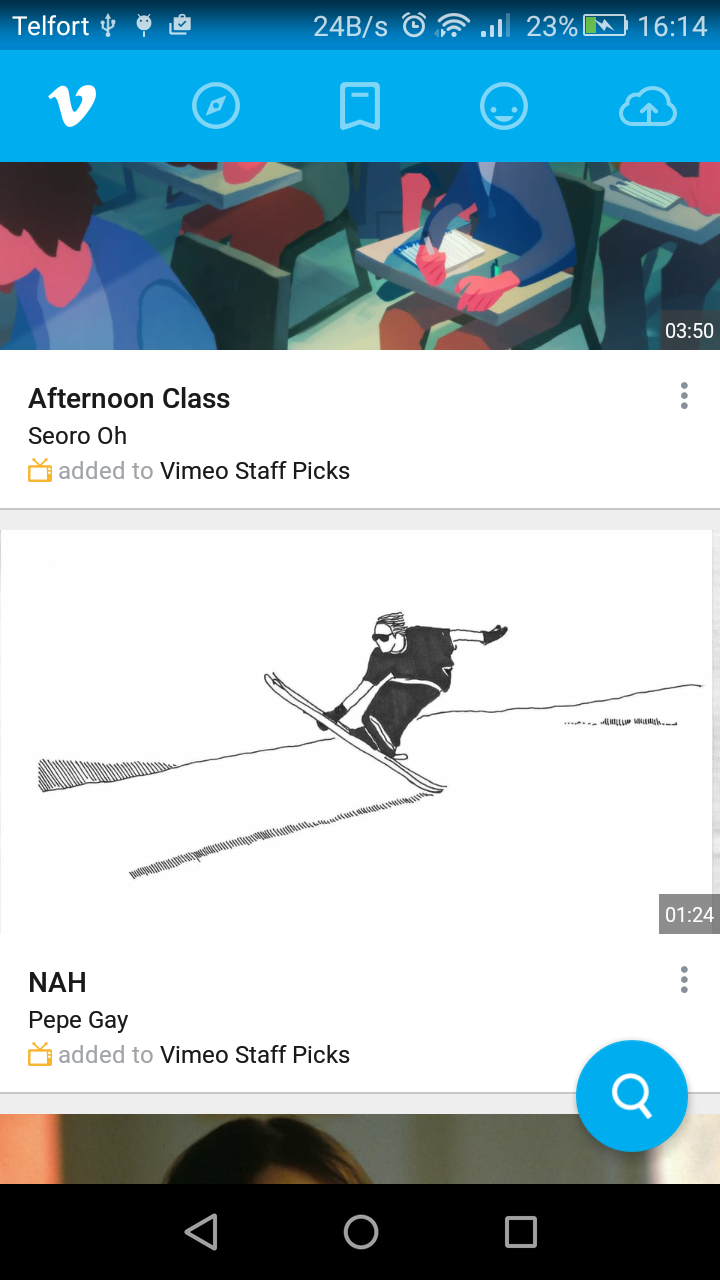 Telfort 24B/s 23% 16:14
03:50
Afternoon Class
Seoro Oh
added to Vimeo Staff Picks
01:24
NAH
Pepe Gay
added to Vimeo Staff Picks